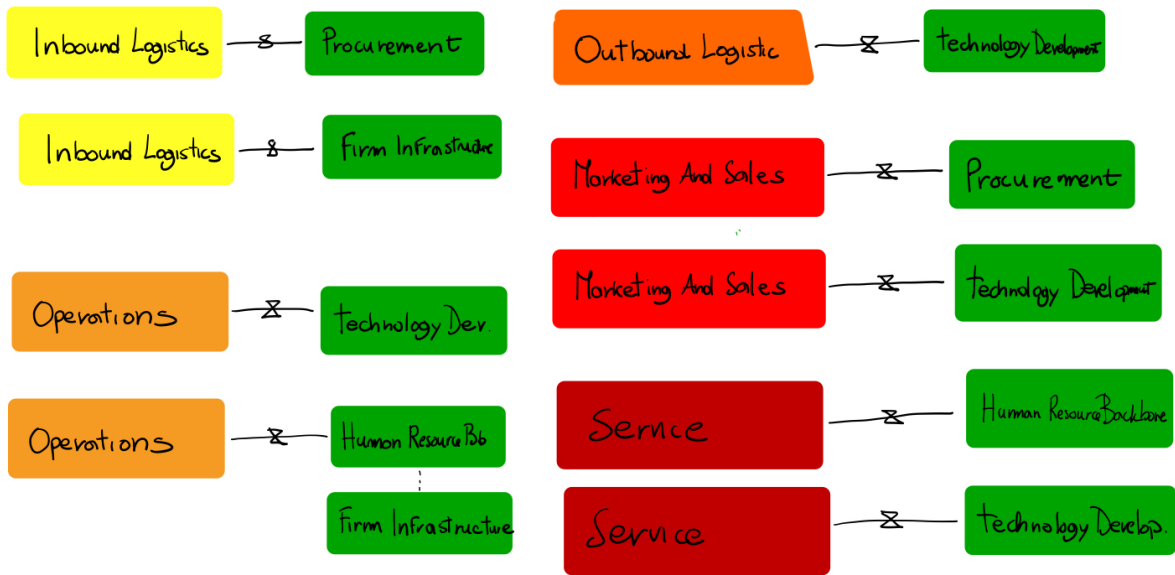 Inbound Logistics
Procurement
Inbound Logistics
Firm Infrastructure
Operations
Technology Dev.
Operations
Human Resource Bb
Firm Infrastructure
Outbound Logistic
Technology Development
Marketing And Sales
Procurement
Marketing And Sales
Technology Development
Service
Human Resource Backbone
Service
Technology Develop.